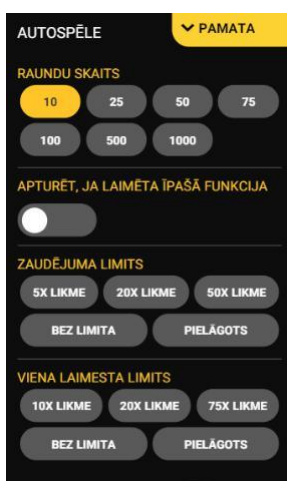 AUTOSPĒLE
PAMATA
RAUNDU SKAITS
10 25 50 75
100 500 1000
APTURĒT, JA LAIMĒTA ĪPAŠĀ FUNKCIJA
ZAUDĒJUMA LIMITS
5X LIKME 20X LIKME 50X LIKME
BEZ LIMITA PIELĀGOTS
VIENA LAIMESTA LIMITS
10X LIKME 20X LIKME 75X LIKME
BEZ LIMITA PIELĀGOTS